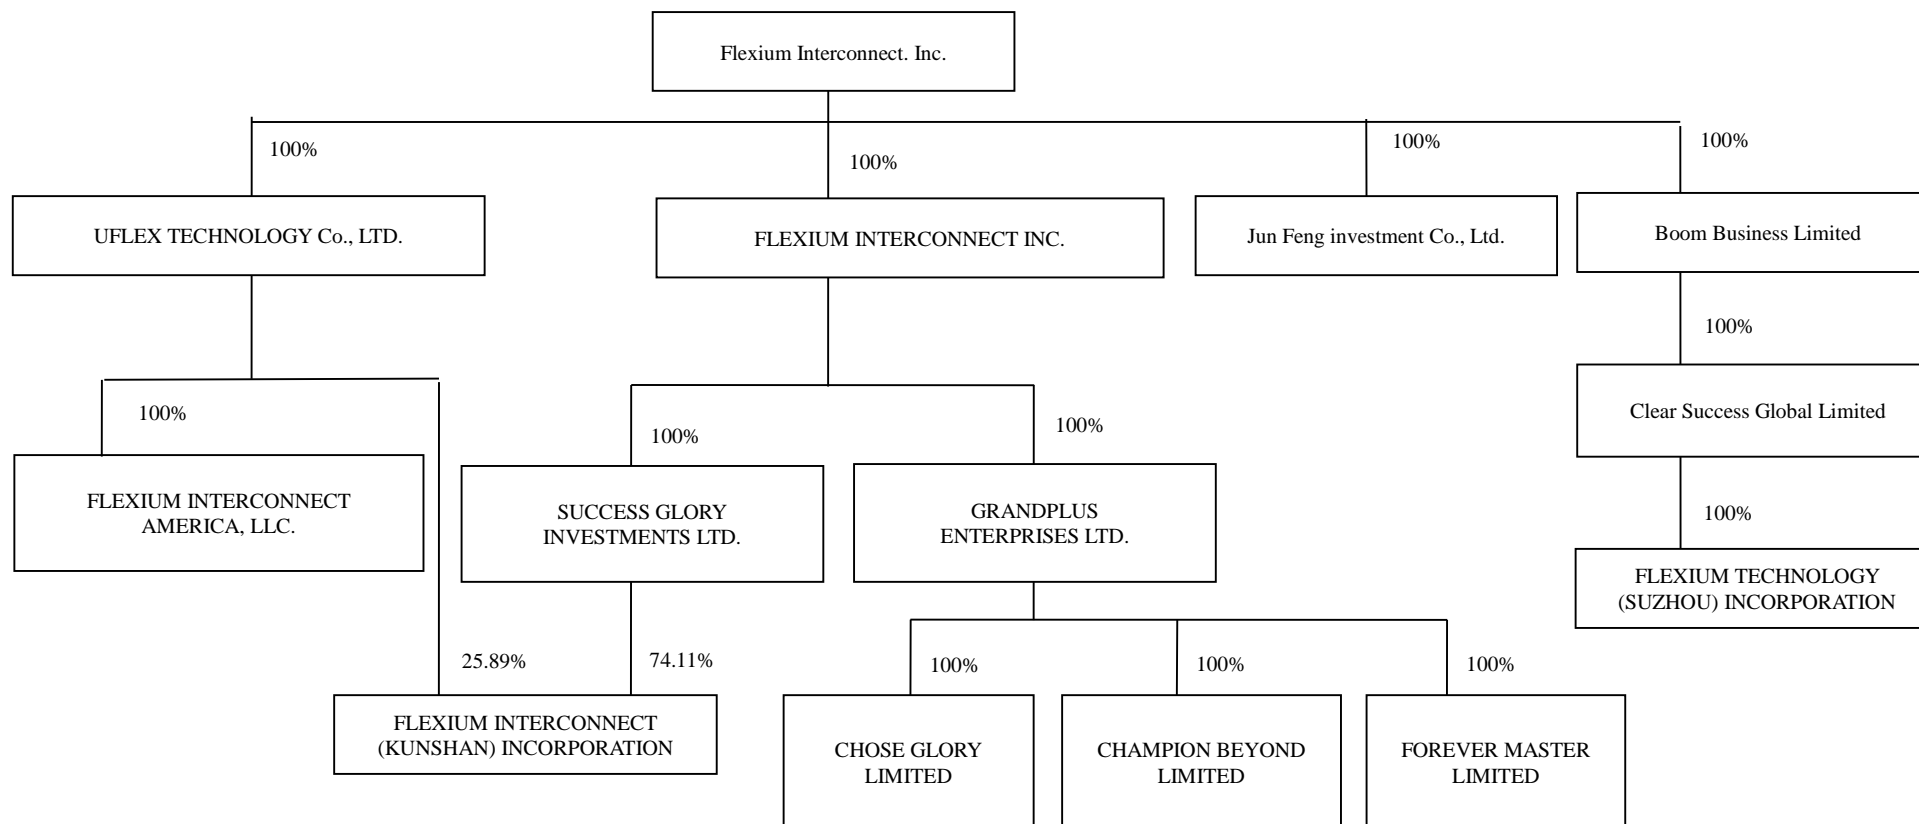 Flexium Interconnect. Inc.
100%
100%
100%
100%
UFLEX TECHNOLOGY Co., LTD.
FLEXIUM INTERCONNECT INC.
Jun Feng investment Co., Ltd.
Boom Business Limited
100%
100%
100%
100%
Clear Success Global Limited
FLEXIUM INTERCONNECT
AMERICA, LLC.
SUCCESS GLORY
INVESTMENTS LTD.
GRANDPLUS
ENTERPRISES LTD.
100%
FLEXIUM TECHNOLOGY
(SUZHOU) INCORPORATION
25.89%
74.11%
100%
100%
100%
FLEXIUM INTERCONNECT
(KUNSHAN) INCORPORATION
CHOSE GLORY
LIMITED
CHAMPION BEYOND
LIMITED
FOREVER MASTER
LIMITED